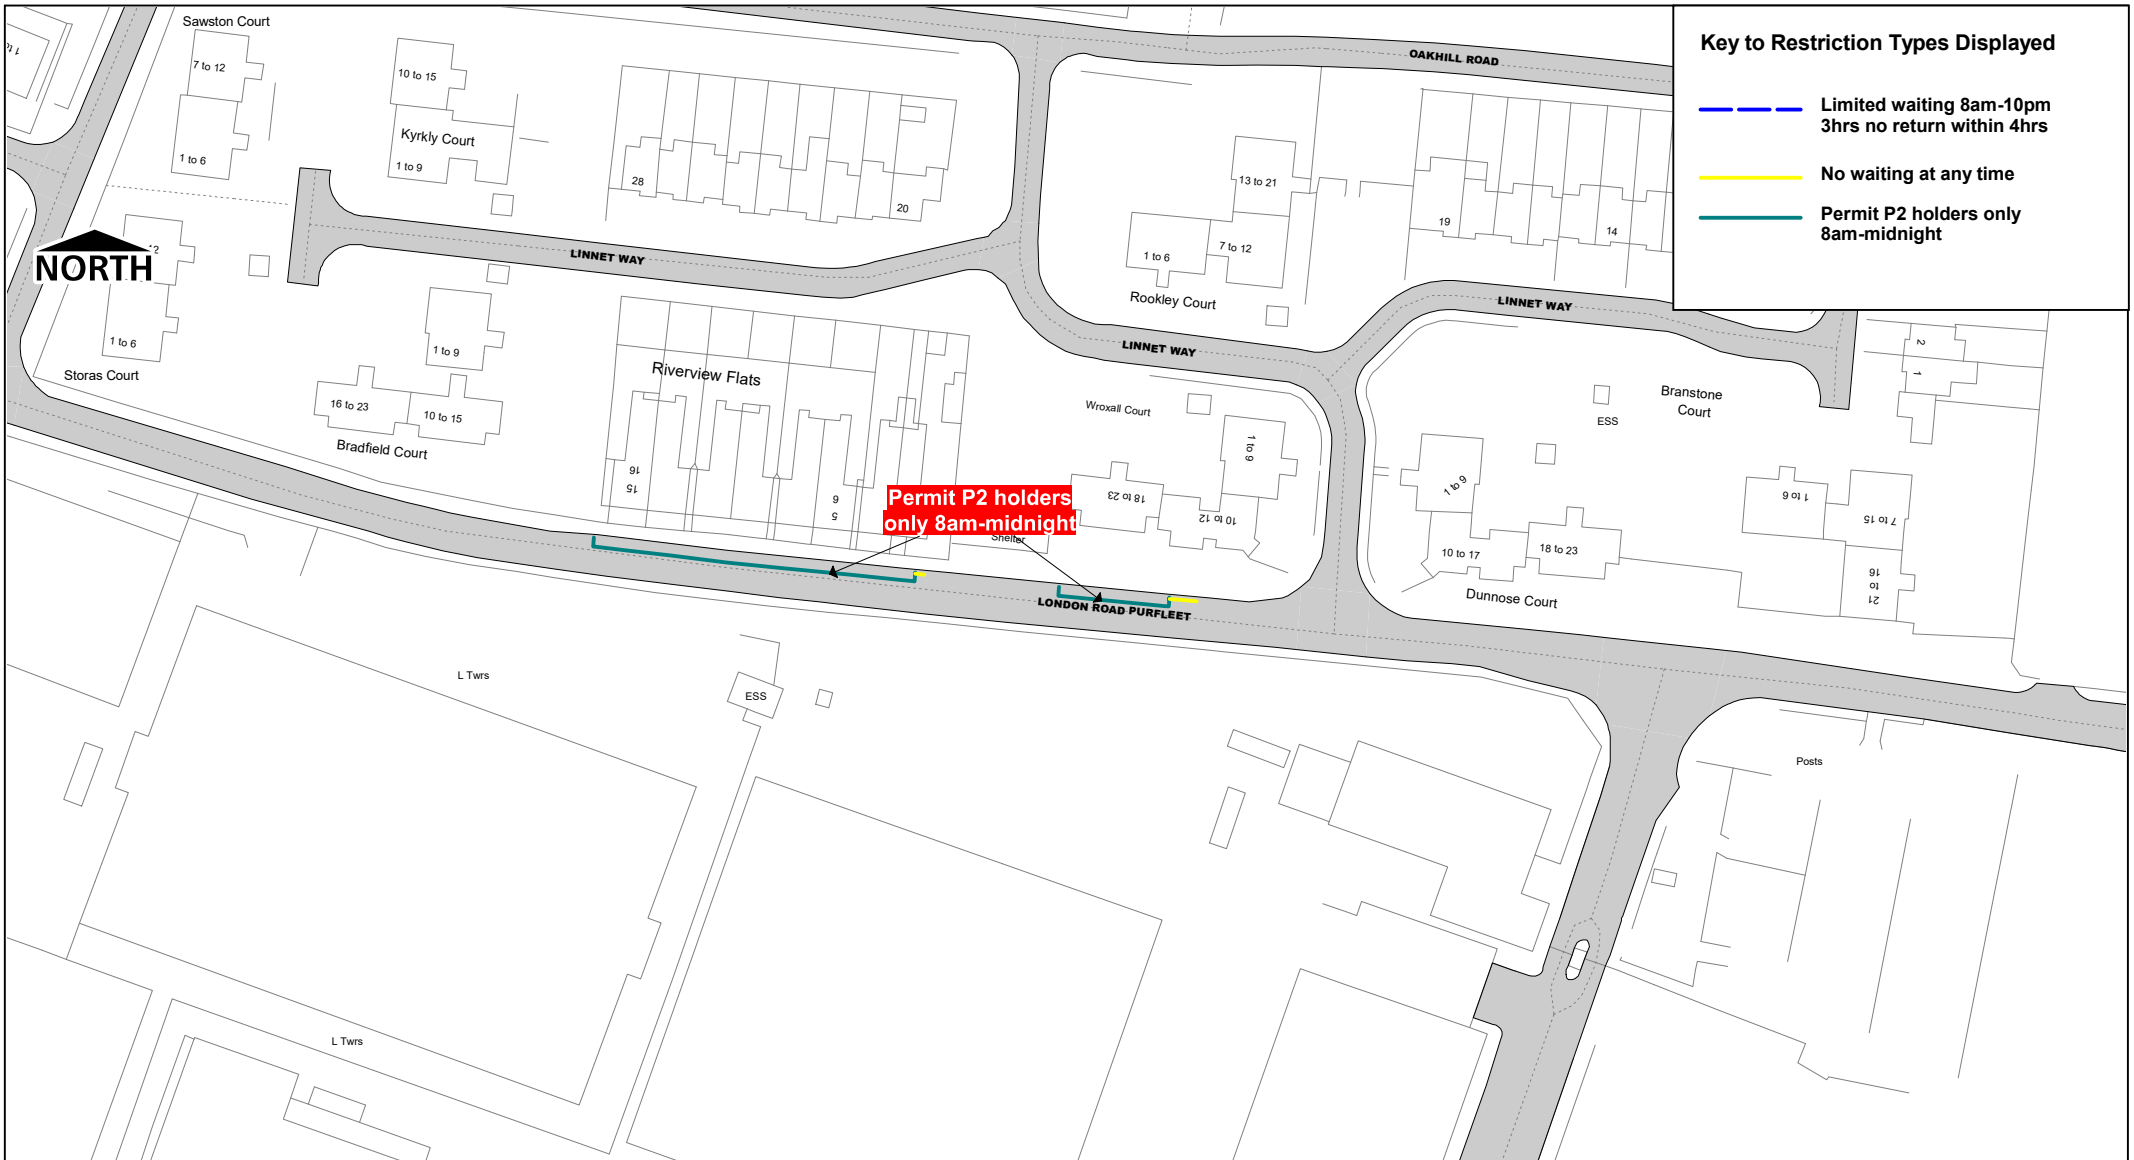 Sawston Court
7 to 12
1 to 6
10 to 15
Kyrkly Court
1 to 9
28
20
OAKHILL ROAD
Key to Restriction Types Displayed
Limited waiting 8am-10pm
3hrs no return within 4hrs
No waiting at any time
Permit P2 holders only
8am-midnight
13 to 21
1 to 6
7 to 12
Rookley Court
19
14
NORTH
LINNET WAY
LINNET WAY
LINNET WAY
1 to 6
Storas Court
1 to 9
16 to 23
10 to 15
Bradfield Court
Riverview Flats
16
15
6
5
Wroxall Court
1 to 9
18 to 23
10 to 12
Shelter
Permit P2 holders
only 8am-midnight
LONDON ROAD PURFLEET
Branstone
Court
ESS
2
1
1 to 9
10 to 17
18 to 23
Dunnose Court
1 to 6
7 to 15
16
to
21
L Twrs
ESS
Posts
L Twrs